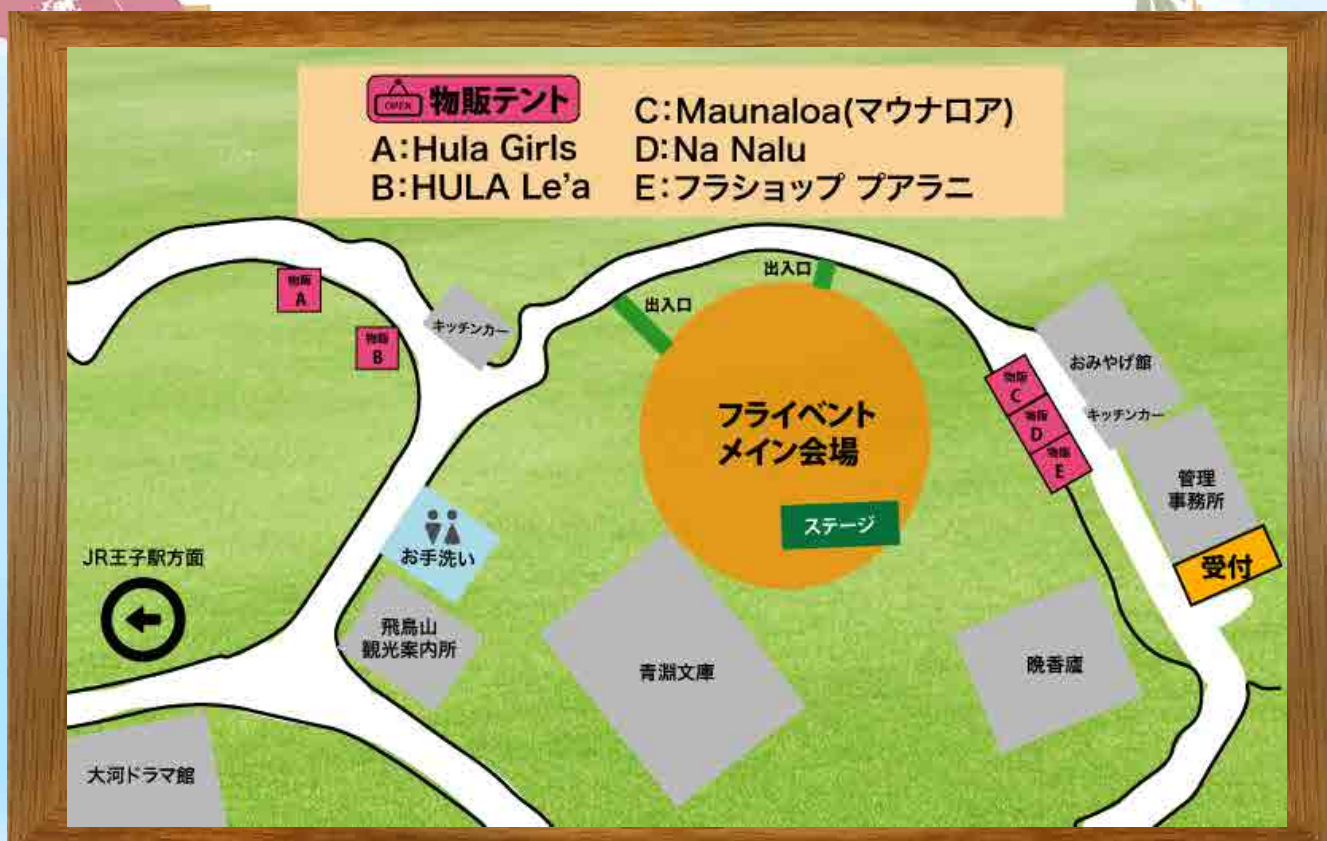 OPEN 物販テント
A:Hula Girls
B:HULA Le'a
C:Maunaloa(マウナロア)
D:Na Nalu
E:フラショップ プアラニ
出入口
出入口
物販
A
物販
B
キッチンカー
おみやげ館
物販
C
物販
D
物販
E
キッチンカー
フライベント
メイン会場
ステージ
管理
事務所
受付
お手洗い
JR王子駅方面
飛鳥山
観光案内所
青淵文庫
晩香廬
大河ドラマ館